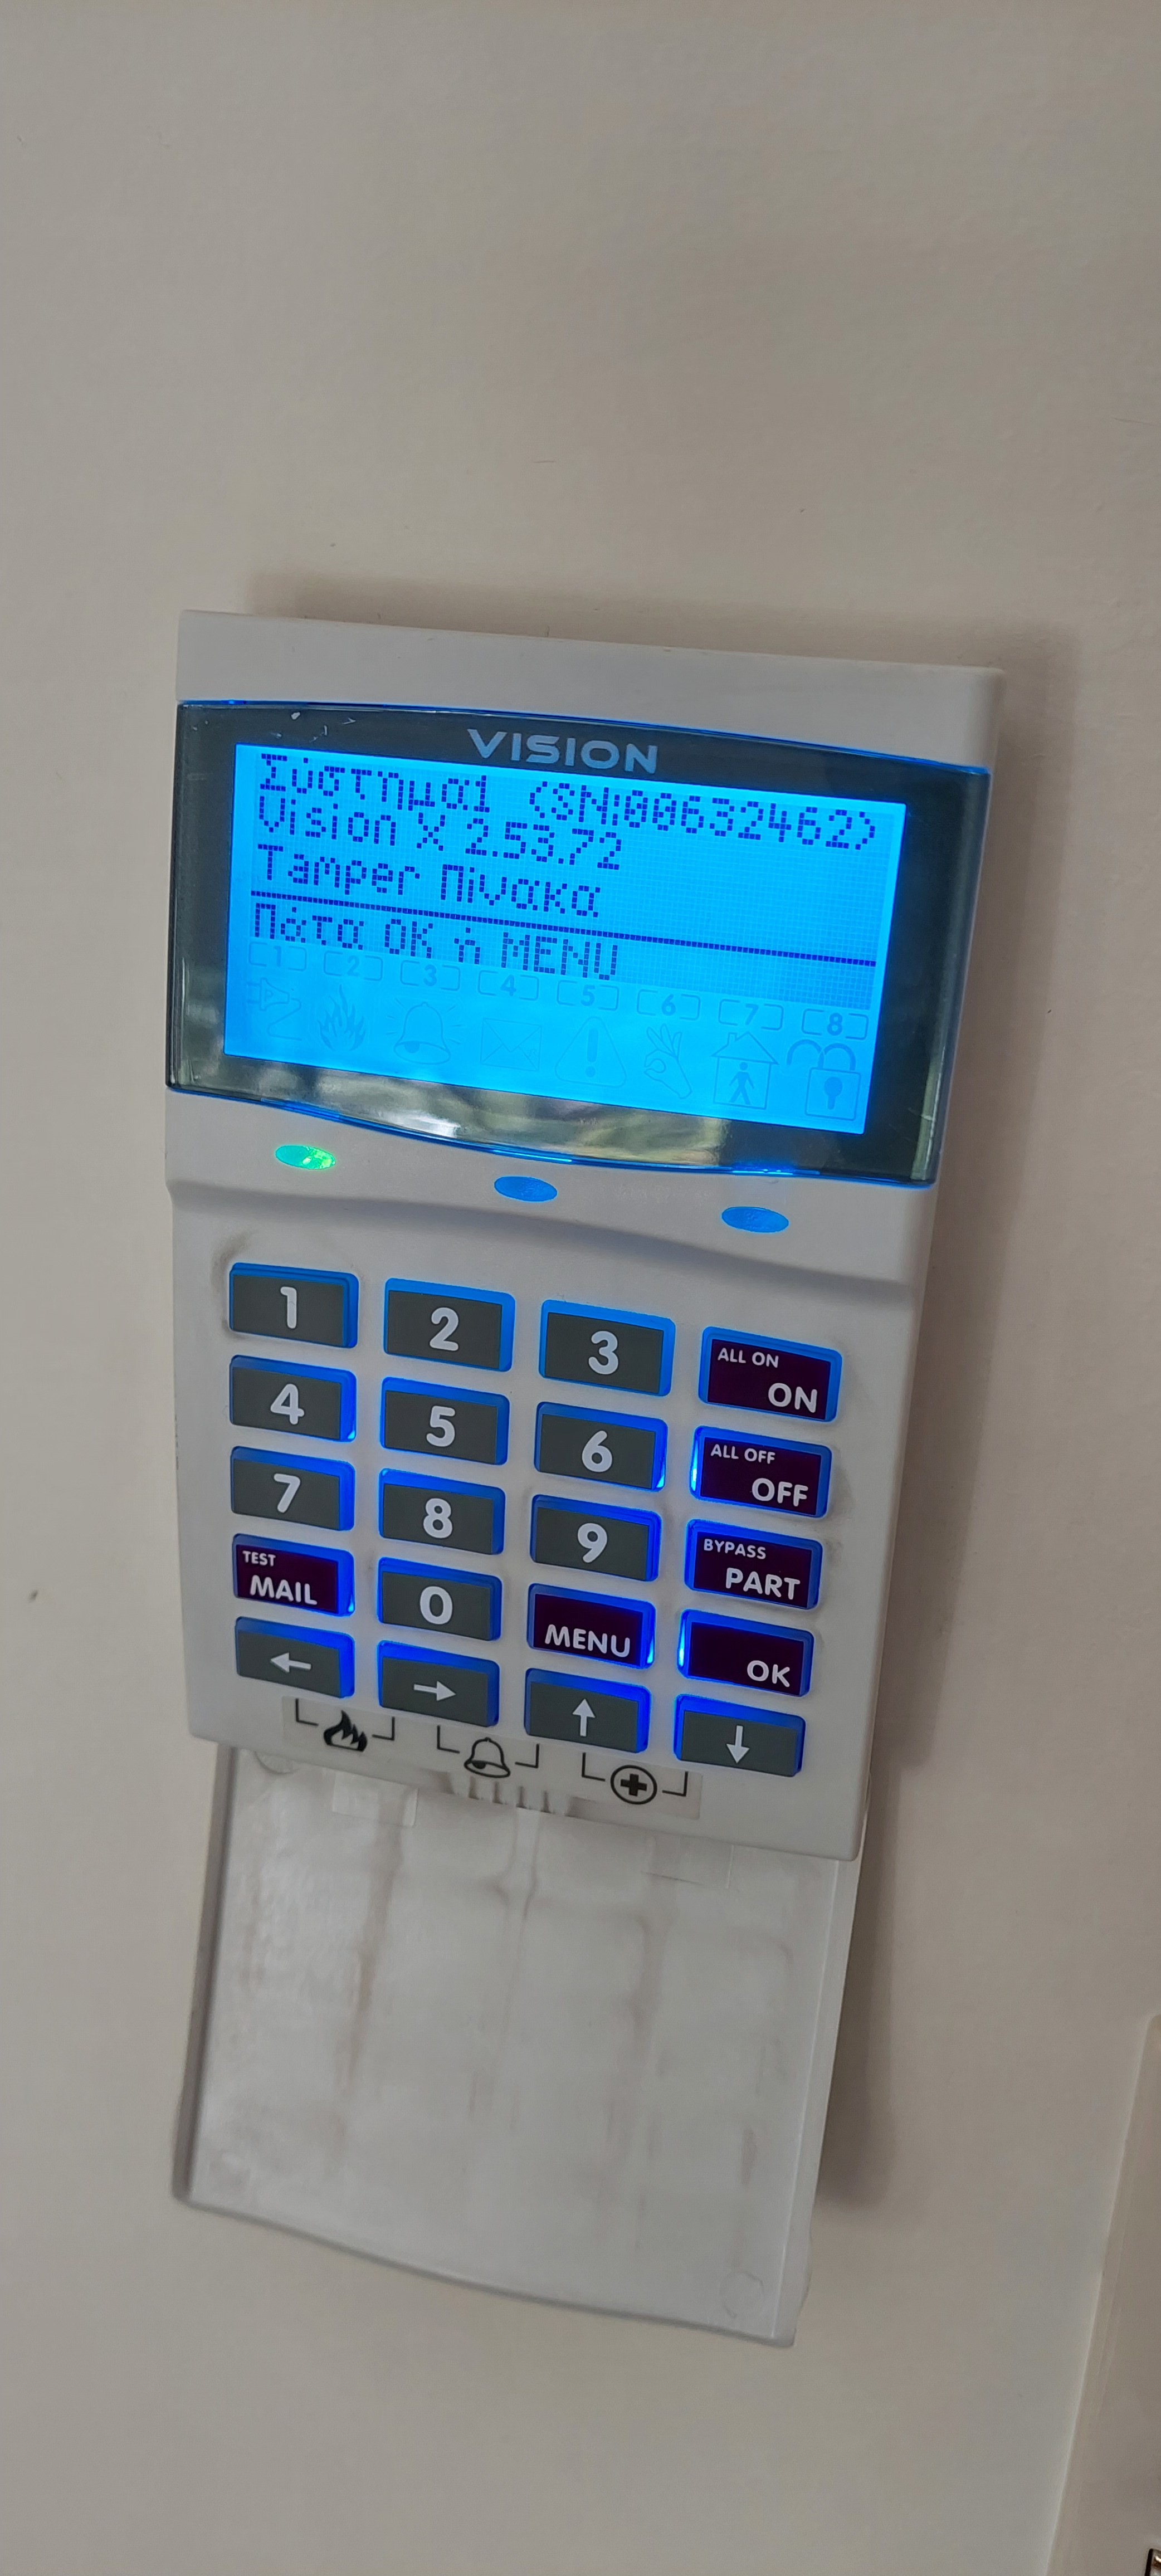 VISION
Σύστημα1 (SN:00632462)
Vision X 2.53.72
Tamper Πίνακα
Πάτα OK ή MENU
1 2 3 4 5 6 7 8
1 2 3 ALL ON ON
4 5 6 ALL OFF OFF
7 8 9 BYPASS PART
TEST MAIL 0 MENU OK
← → ↑ ↓